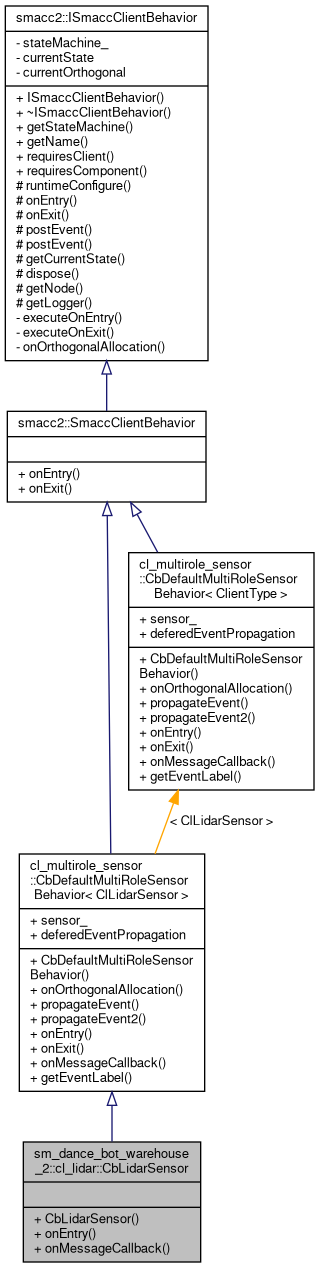 smacc2::ISmaccClientBehavior
- stateMachine_
- currentState
- currentOrthogonal
+ ISmaccClientBehavior()
+ ~ISmaccClientBehavior()
+ getStateMachine()
+ getName()
+ requiresClient()
+ requiresComponent()
# runtimeConfigure()
# onEntry()
# onExit()
# postEvent()
# postEvent()
# getCurrentState()
# dispose()
# getNode()
# getLogger()
- executeOnEntry()
- executeOnExit()
- onOrthogonalAllocation()
smacc2::SmaccClientBehavior
+ onEntry()
+ onExit()
cl_multirole_sensor
::CbDefaultMultiRoleSensor
Behavior< ClientType >
+ sensor_
+ deferedEventPropagation
+ CbDefaultMultiRoleSensor
Behavior()
+ onOrthogonalAllocation()
+ propagateEvent()
+ propagateEvent2()
+ onEntry()
+ onExit()
+ onMessageCallback()
+ getEventLabel()
< ClLidarSensor >
cl_multirole_sensor
::CbDefaultMultiRoleSensor
Behavior< ClLidarSensor >
+ sensor_
+ deferedEventPropagation
+ CbDefaultMultiRoleSensor
Behavior()
+ onOrthogonalAllocation()
+ propagateEvent()
+ propagateEvent2()
+ onEntry()
+ onExit()
+ onMessageCallback()
+ getEventLabel()
sm_dance_bot_warehouse
_2::cl_lidar::CbLidarSensor
+ CbLidarSensor()
+ onEntry()
+ onMessageCallback()